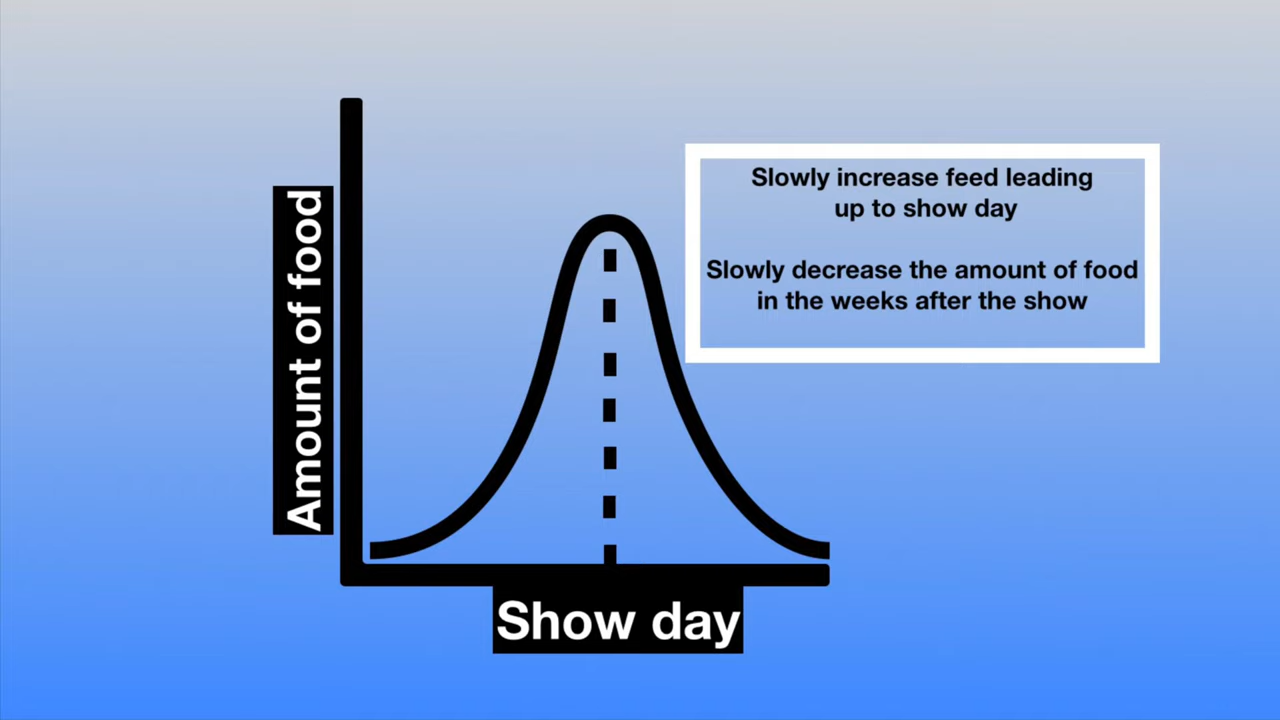 Amount of food
Slowly increase feed leading
up to show day
Slowly decrease the amount of food
in the weeks after the show
Show day